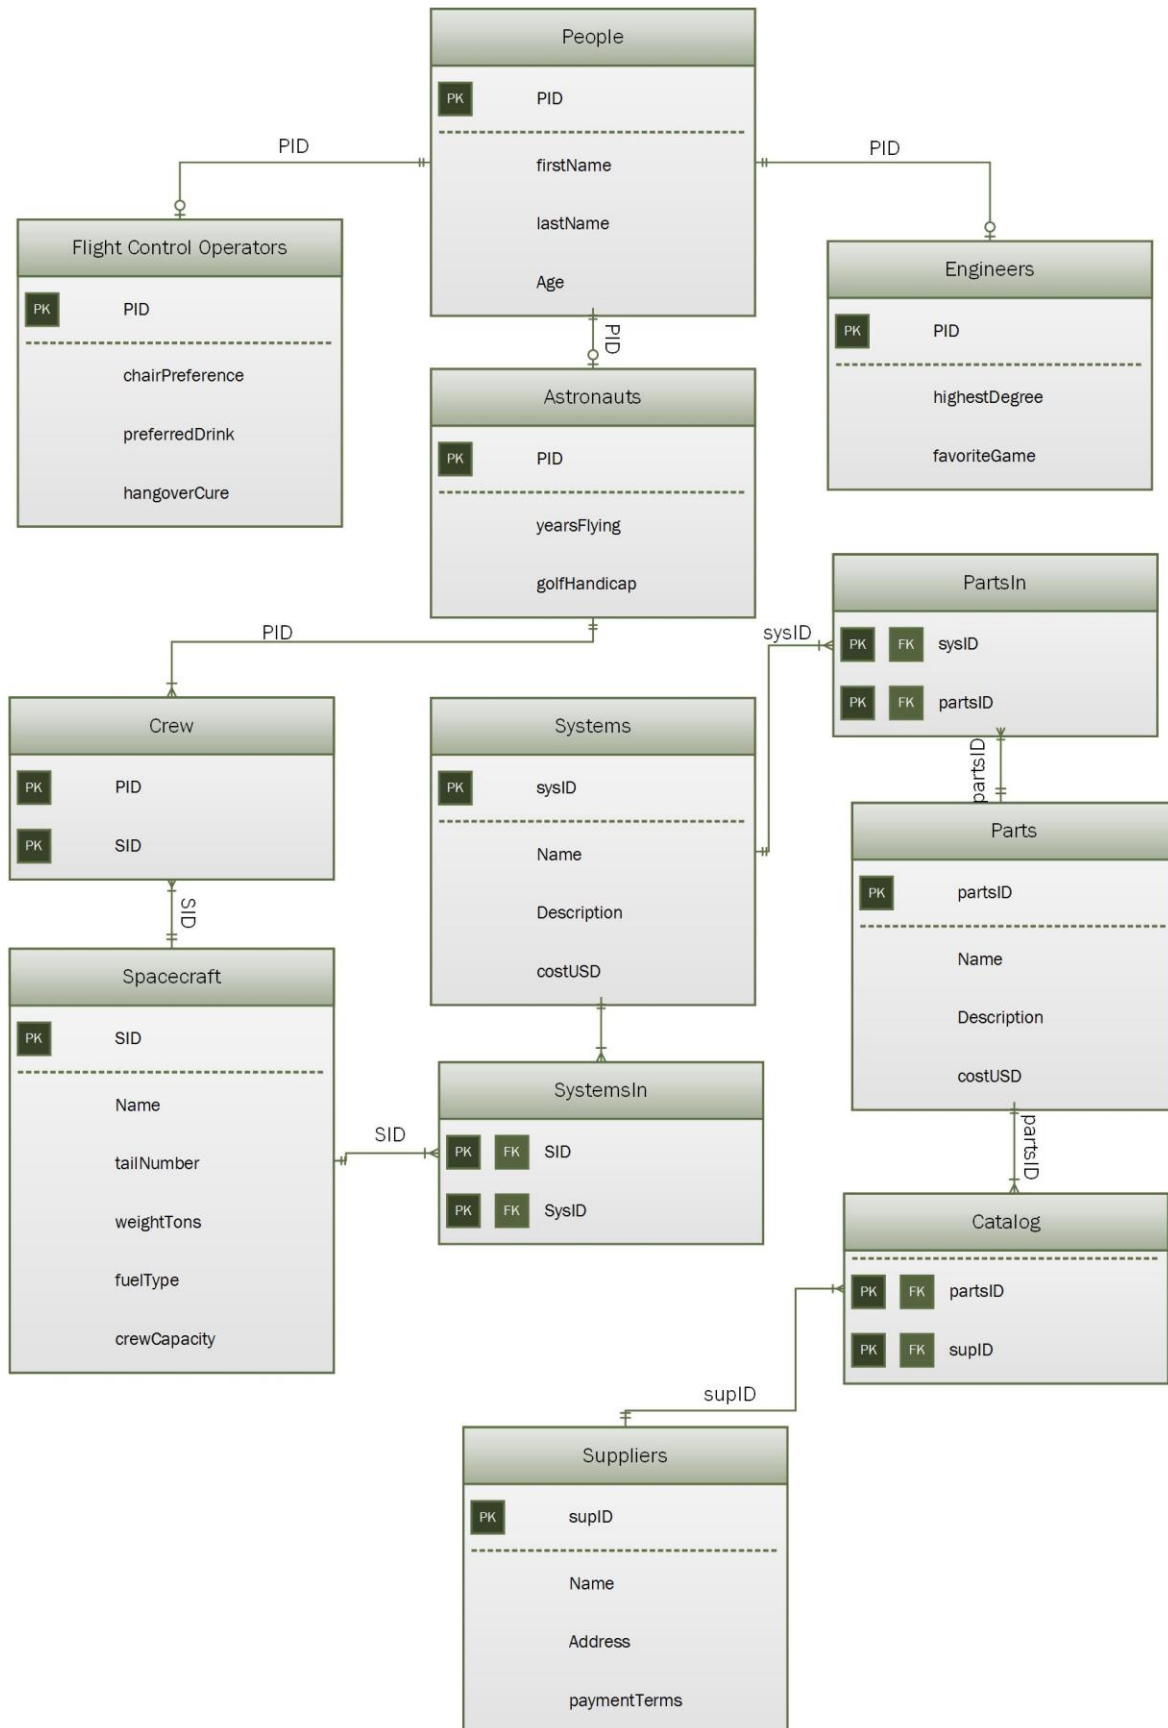 People
PK PID
firstName
lastName
Age
PID
PID
PID
Flight Control Operators
PK PID
chairPreference
preferredDrink
hangoverCure
Engineers
PK PID
highestDegree
favoriteGame
Astronauts
PK PID
yearsFlying
golfHandicap
PID
PartsIn
PK FK sysID
PK FK partsID
sysID
partsID
Crew
PK PID
PK SID
SID
Systems
PK sysID
Name
Description
costUSD
Parts
PK partsID
Name
Description
costUSD
partsID
Spacecraft
PK SID
Name
tailNumber
weightTons
fuelType
crewCapacity
SID
SystemsIn
PK FK SID
PK FK SysID
Catalog
PK FK partsID
PK FK supID
supID
Suppliers
PK supID
Name
Address
paymentTerms